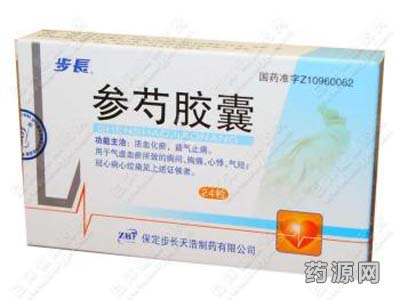 步長
国药准字Z10960062
参芍胶囊
SHENSHAOJIAONANG
功能主治：活血化瘀，益气止痛。
用于气虚血瘀所致的胸闷、胸痛、心悸、气短；
冠心病心绞痛见上述证候者。
24粒
ZBT 保定步长天浩制药有限公司
药源网